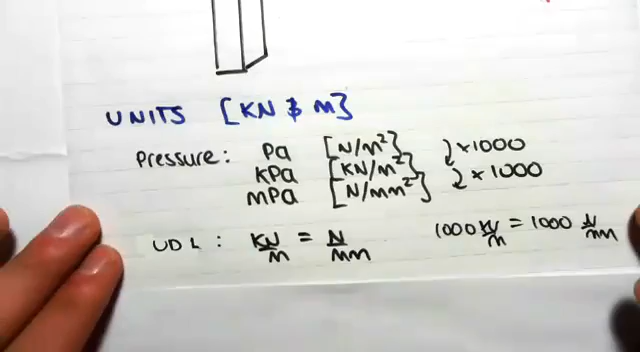 UNITS [KN & M]
Pressure: Pa [N/m²] ↓×1000
KPa [KN/m²] ↓×1000
MPa [N/mm²]
UDL: KN/M = N/MM 1000 KN/M = 1000 N/MM